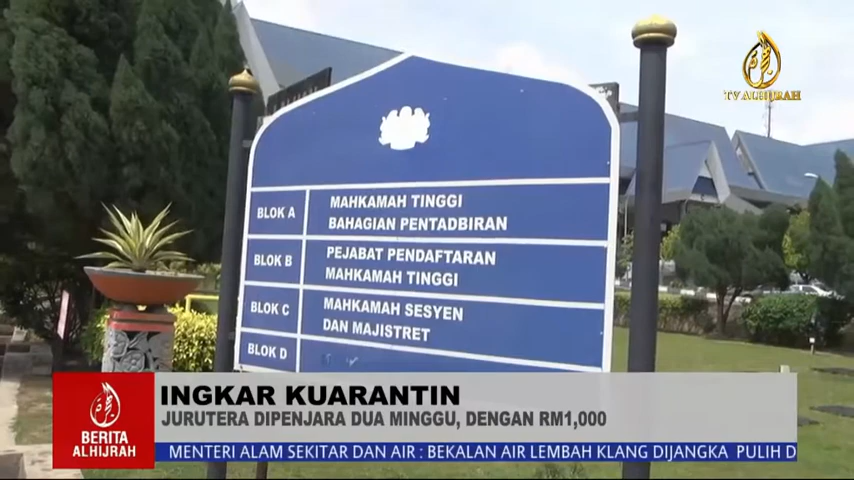 TV ALHIJRAH
BLOK A
MAHKAMAH TINGGI
BAHAGIAN PENTADBIRAN
BLOK B
PEJABAT PENDAFTARAN
MAHKAMAH TINGGI
BLOK C
MAHKAMAH SESYEN
DAN MAJISTRET
BLOK D
BERITA
ALHIJRAH
INGKAR KUARANTIN
JURUTERA DIPENJARA DUA MINGGU, DENGAN RM1,000
MENTERI ALAM SEKITAR DAN AIR : BEKALAN AIR LEMBAH KLANG DIJANGKA PULIH D